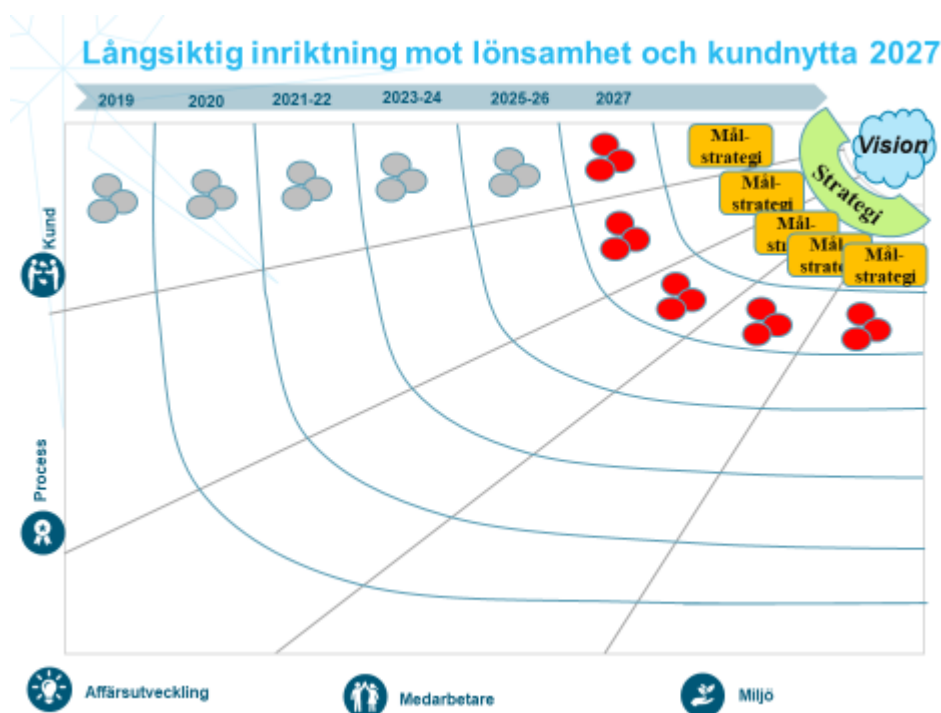 Långsiktig inriktning mot lönsamhet och kundnytta 2027
2019
2020
2021-22
2023-24
2025-26
2027
Mål-
strategi
Mål-
strategi
Mål-
Mål-
Mål-
strategi
Strategi
Vision
Kund
Process
Affärsutveckling
Medarbetare
Miljö